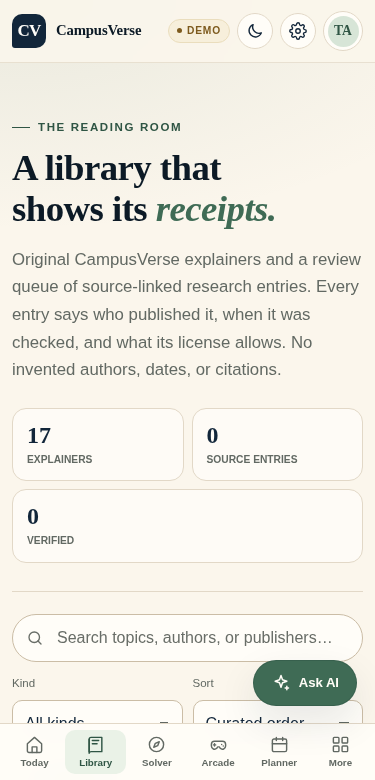 CV CampusVerse DEMO TA
THE READING ROOM
A library that
shows its receipts.
Original CampusVerse explainers and a review
queue of source-linked research entries. Every
entry says who published it, when it was
checked, and what its license allows. No
invented authors, dates, or citations.
17
EXPLAINERS
0
SOURCE ENTRIES
0
VERIFIED
Search topics, authors, or publishers…
Kind
Sort
Ask AI
All kinds
Curated order
Today
Library
Solver
Arcade
Planner
More